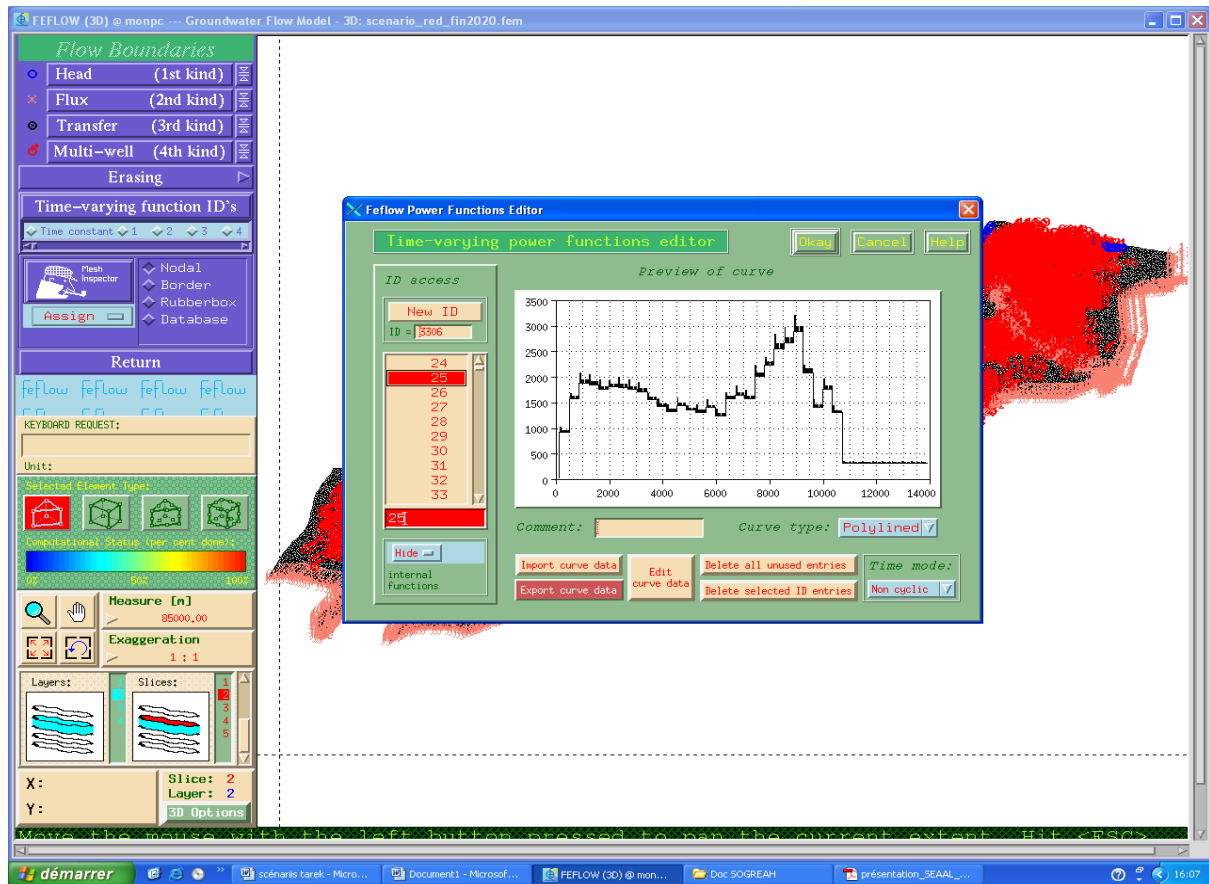 FEFLOW (3D) @ monpc --- Groundwater Flow Model - 3D: scenario_red_fin2020.fem
Flow Boundaries
Head (1st kind)
Flux (2nd kind)
Transfer (3rd kind)
Multi-well (4th kind)
Erasing
Time-varying function ID's
Time constant 1 2 3 4
Mesh Inspector
Nodal
Border
Rubberbox
Database
Assign
Return
feflow feflow feflow feflow
KEYBOARD REQUEST:
Unit:
Selected Element Type:
Computational Status (per cent done):
0% 50% 100%
Measure [m]
85000.00
Exaggeration
1 : 1
Layers:
Slices:
1
2
3
4
5
X:
Y:
Slice: 2
Layer: 2
3D Options
Feflow Power Functions Editor
Time-varying power functions editor
Okay
Cancel
Help
ID access
New ID
ID = 3306
24
25
26
27
28
29
30
31
32
33
25
Hide
internal functions
Preview of curve
3500
3000
2500
2000
1500
1000
500
0
0 2000 4000 6000 8000 10000 12000 14000
Comment:
Curve type: Polylined
Import curve data
Export curve data
Edit curve data
Delete all unused entries
Delete selected ID entries
Time mode:
Non cyclic
Move the mouse with the left button pressed to pan the current extent. Hit <ESC>
démarrer
scénariis tarek - Micro...
Document1 - Microsof...
FEFLOW (3D) @ mon...
Doc SOGREAH
présentation_SEAAL_...
16:07